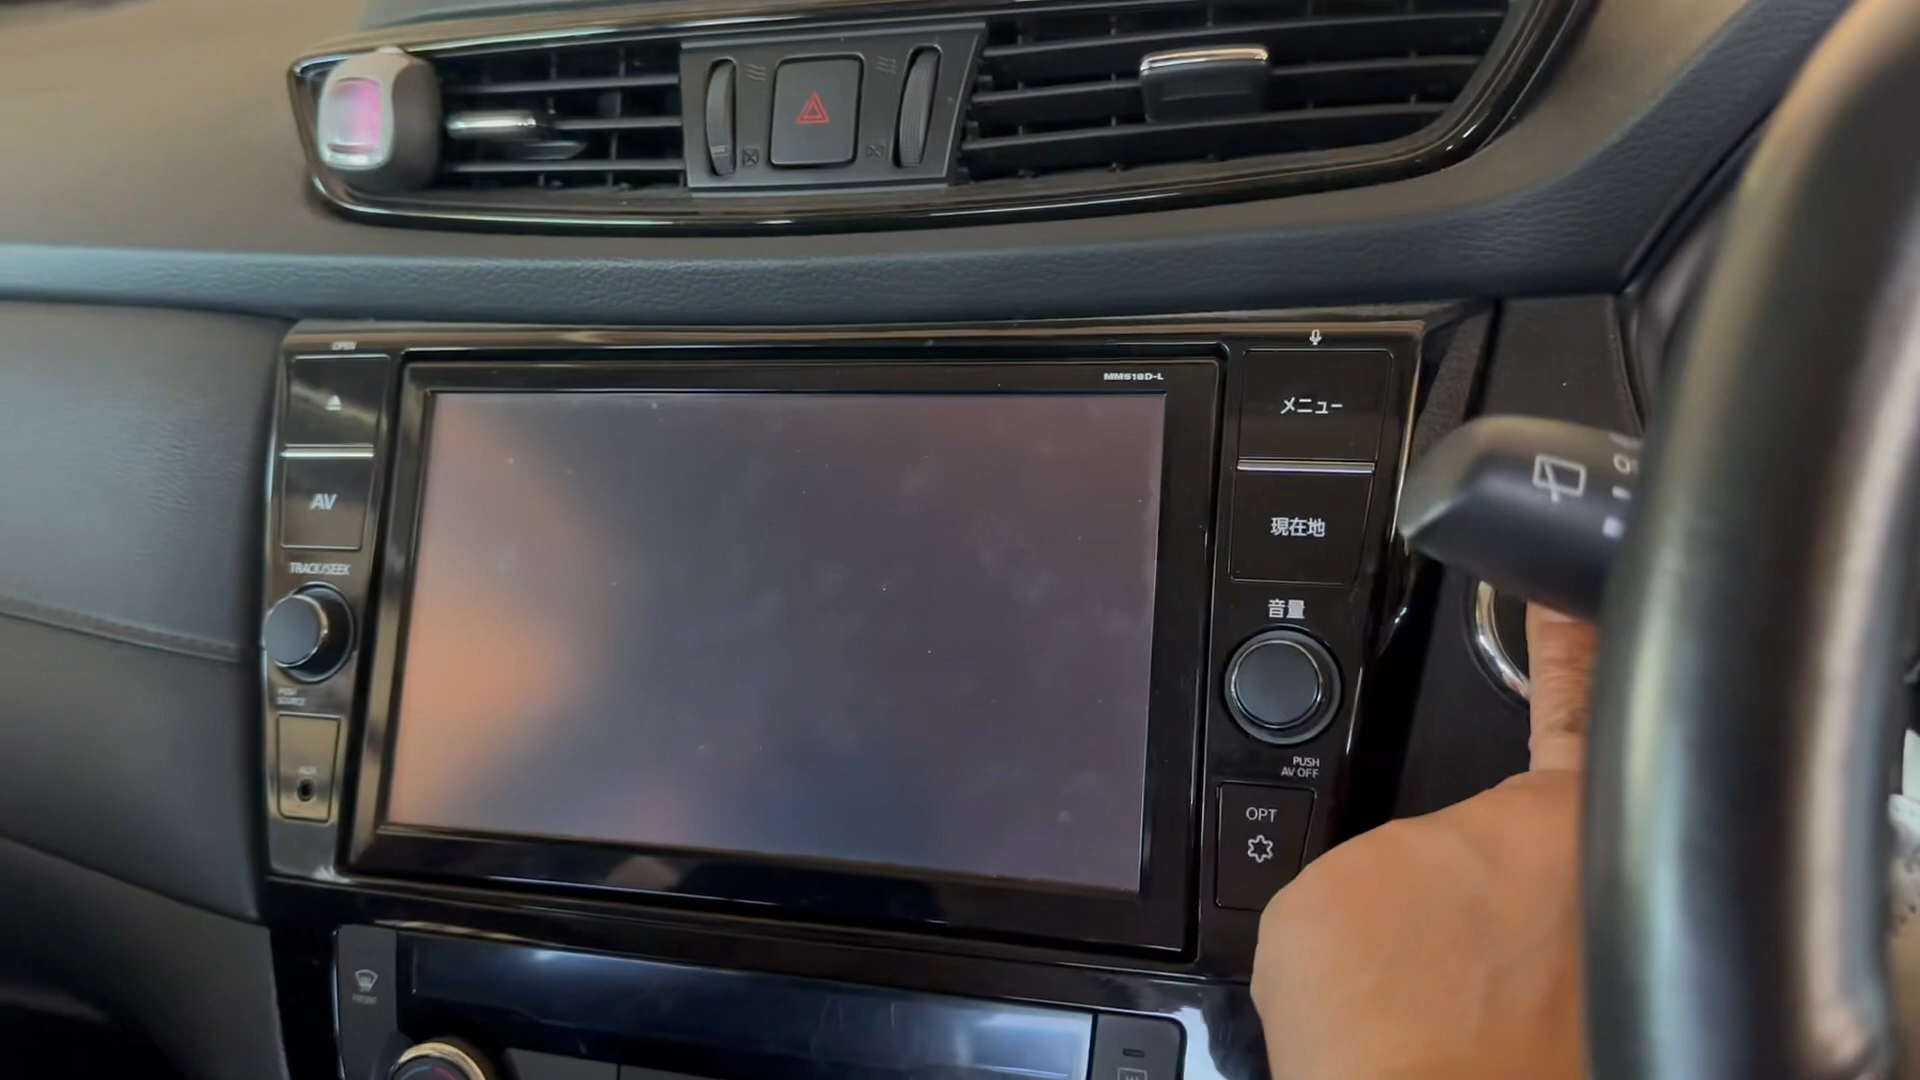 OPEN
MM518D-L
メニュー
AV
現在地
TRACK/SEEK
音量
PUSH
SOURCE
PUSH
AV OFF
AUX
OPT
FRONT